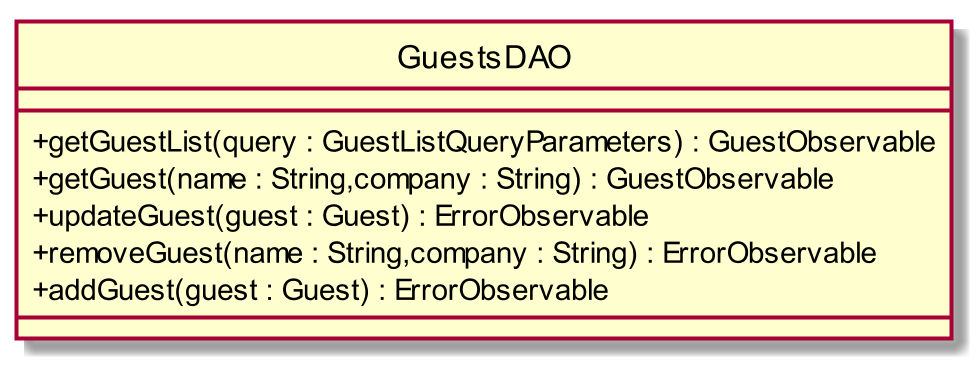 GuestsDAO
+getGuestList(query : GuestListQueryParameters) : GuestObservable
+getGuest(name : String,company : String) : GuestObservable
+updateGuest(guest : Guest) : ErrorObservable
+removeGuest(name : String,company : String) : ErrorObservable
+addGuest(guest : Guest) : ErrorObservable